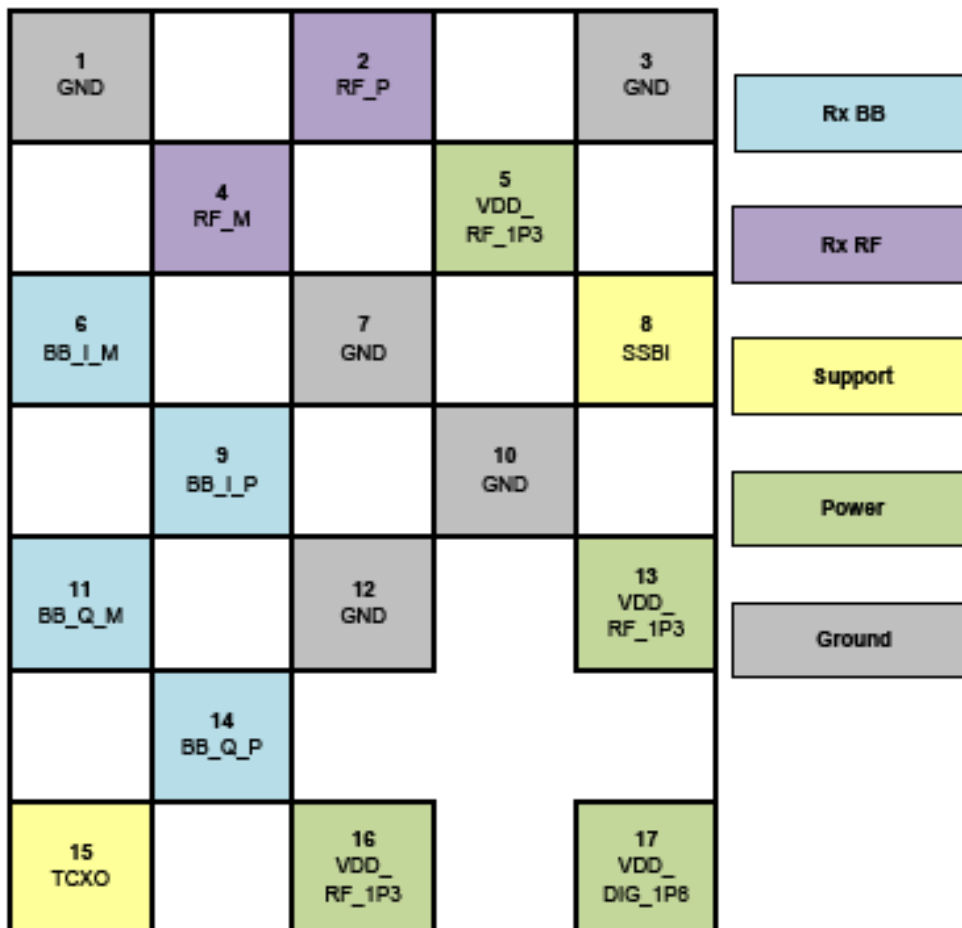 1
GND
2
RF_P
3
GND
4
RF_M
5
VDD_
RF_1P3
6
BB_I_M
7
GND
8
SSBI
9
BB_I_P
10
GND
11
BB_Q_M
12
GND
13
VDD_
RF_1P3
14
BB_Q_P
15
TCXO
16
VDD_
RF_1P3
17
VDD_
DIG_1P8
Rx BB
Rx RF
Support
Power
Ground